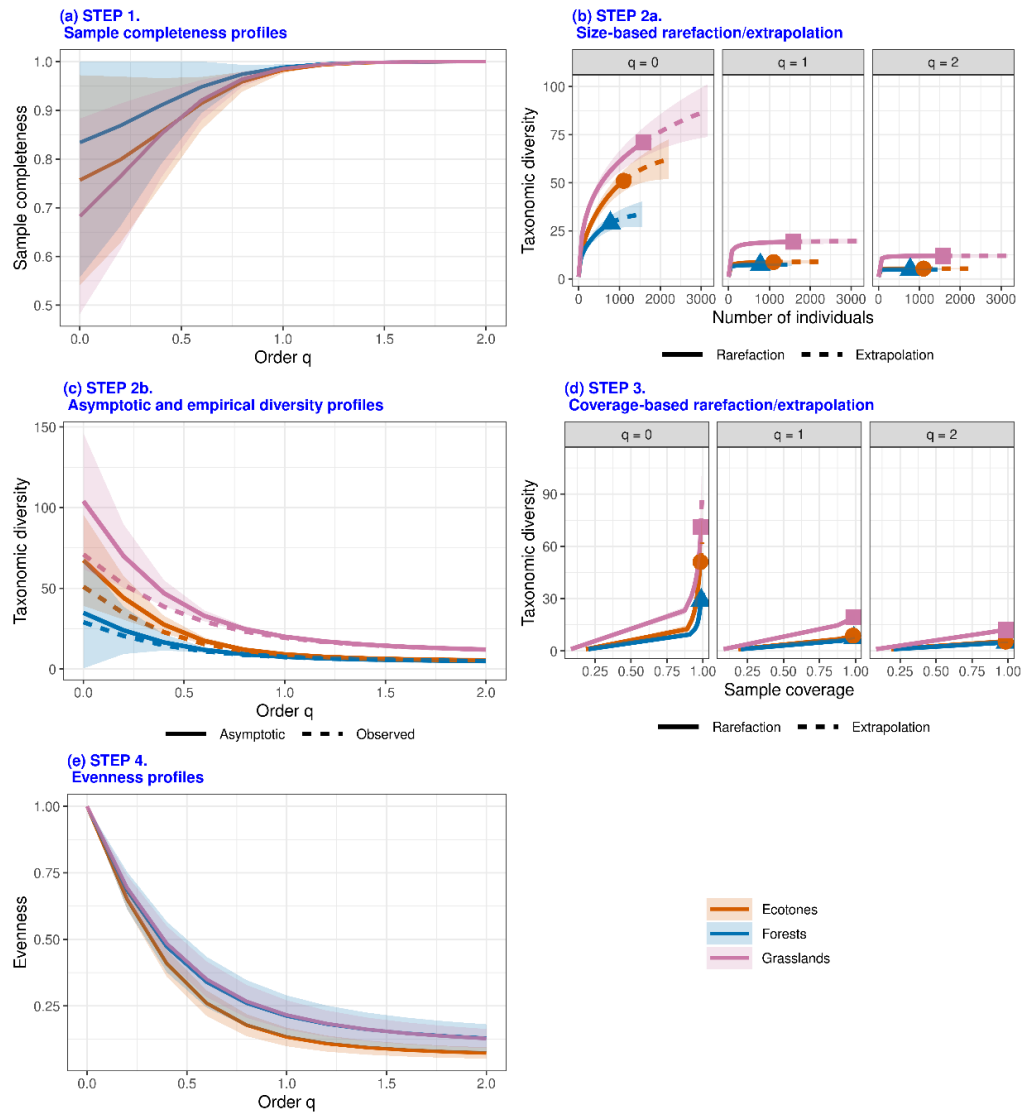 (a) STEP 1.
Sample completeness profiles
1.0
0.9
0.8
0.7
0.6
0.5
Sample completeness
0.0 0.5 1.0 1.5 2.0
Order q
(b) STEP 2a.
Size-based rarefaction/extrapolation
q = 0 q = 1 q = 2
100
75
50
25
0
Taxonomic diversity
0 1000 2000 3000 0 1000 2000 3000 0 1000 2000 3000
Number of individuals
Rarefaction Extrapolation
(c) STEP 2b.
Asymptotic and empirical diversity profiles
150
100
50
0
Taxonomic diversity
0.0 0.5 1.0 1.5 2.0
Order q
Asymptotic Observed
(d) STEP 3.
Coverage-based rarefaction/extrapolation
q = 0 q = 1 q = 2
90
60
30
0
Taxonomic diversity
0.25 0.50 0.75 1.00 0.25 0.50 0.75 1.00 0.25 0.50 0.75 1.00
Sample coverage
Rarefaction Extrapolation
(e) STEP 4.
Evenness profiles
1.00
0.75
0.50
0.25
Evenness
0.0 0.5 1.0 1.5 2.0
Order q
Ecotones
Forests
Grasslands